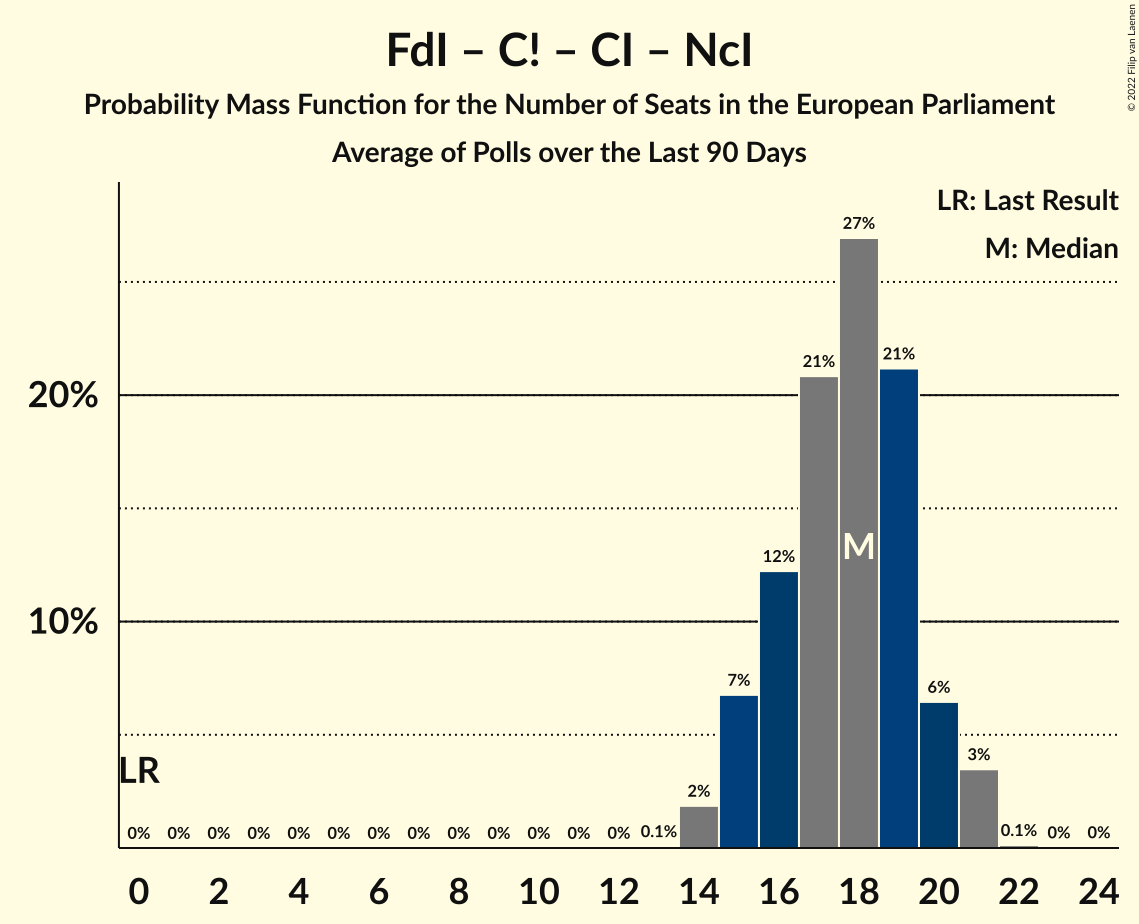 FdI – C! – CI – NcI
Probability Mass Function for the Number of Seats in the European Parliament
Average of Polls over the Last 90 Days
© 2022 Filip van Laenen
LR: Last Result
M: Median
27%
21%
21%
20%
M
12%
10%
7%
6%
3%
LR
2%
0% 0% 0% 0% 0% 0% 0% 0% 0% 0% 0% 0% 0% 0.1% 0.1% 0% 0%
0 2 4 6 8 10 12 14 16 18 20 22 24